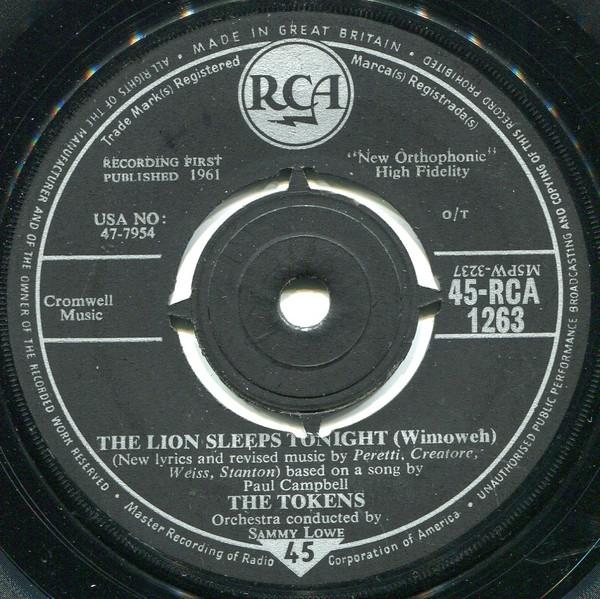 MADE IN GREAT BRITAIN
ALL RIGHTS OF THE MANUFACTURER AND OF THE OWNER OF THE RECORDED WORK RESERVED •
UNAUTHORISED PUBLIC PERFORMANCE BROADCASTING AND COPYING OF THIS RECORD PROHIBITED
Trade Mark(s) Registered
Marca(s) Registrada(s)
RCA
RECORDING FIRST
PUBLISHED 1961
"New Orthophonic"
High Fidelity
USA NO:
47-7954
O/T
MSPW-3237
Cromwell
Music
45-RCA
1263
THE LION SLEEPS TONIGHT (Wimoweh)
(New lyrics and revised music by Peretti, Creatore,
Weiss, Stanton) based on a song by
Paul Campbell
THE TOKENS
Orchestra conducted by
SAMMY LOWE
Master Recording of Radio Corporation of America •
45